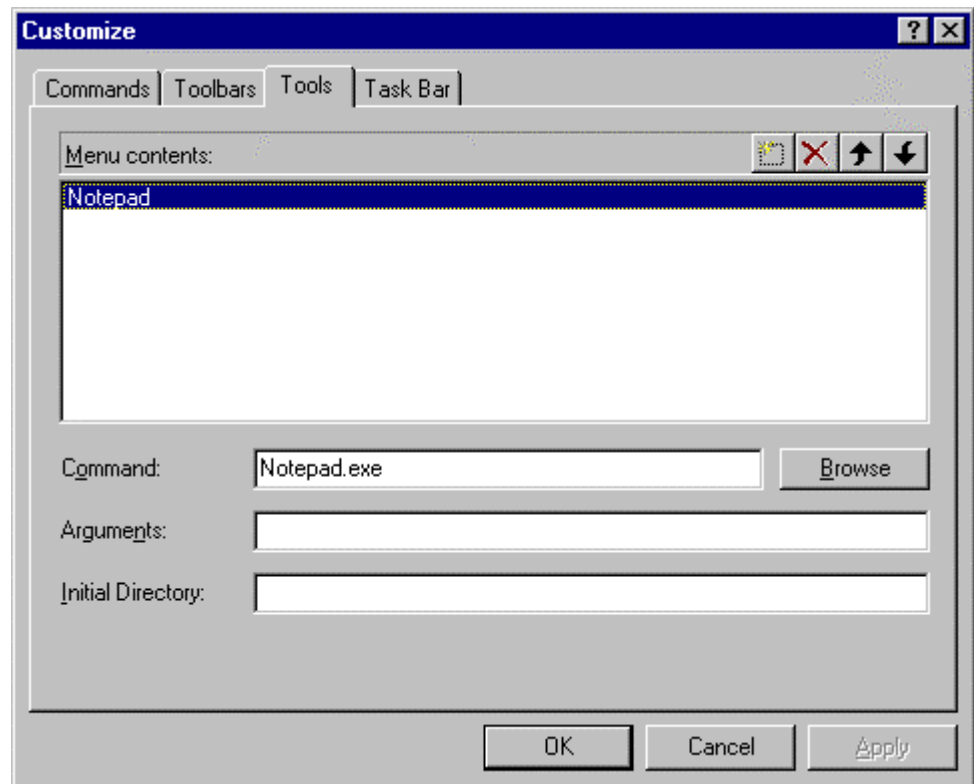 Customize
Commands Toolbars Tools Task Bar
Menu contents:
Notepad
Command: Notepad.exe Browse
Arguments:
Initial Directory:
OK Cancel Apply